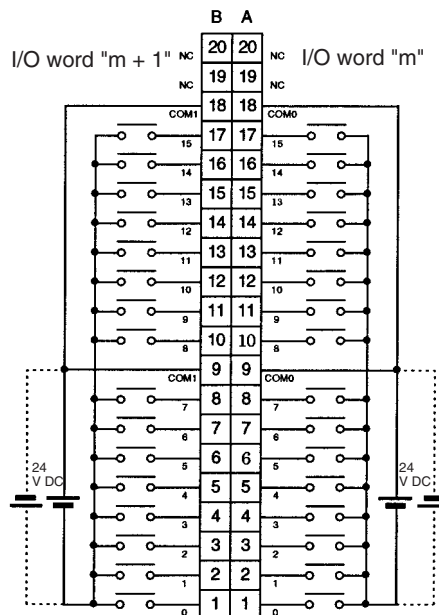 B A
I/O word "m + 1" NC 20 20 NC I/O word "m"
NC 19 19 NC
COM1 18 18 COM0
15 17 17 15
14 16 16 14
13 15 15 13
12 14 14 12
11 13 13 11
10 12 12 10
9 11 11 9
8 10 10 8
COM1 9 9 COM0
7 8 8 7
6 7 7 6
5 6 6 5
24 V DC 4 5 5 4 24 V DC
3 4 4 3
2 3 3 2
1 2 2 1
0 1 1 0